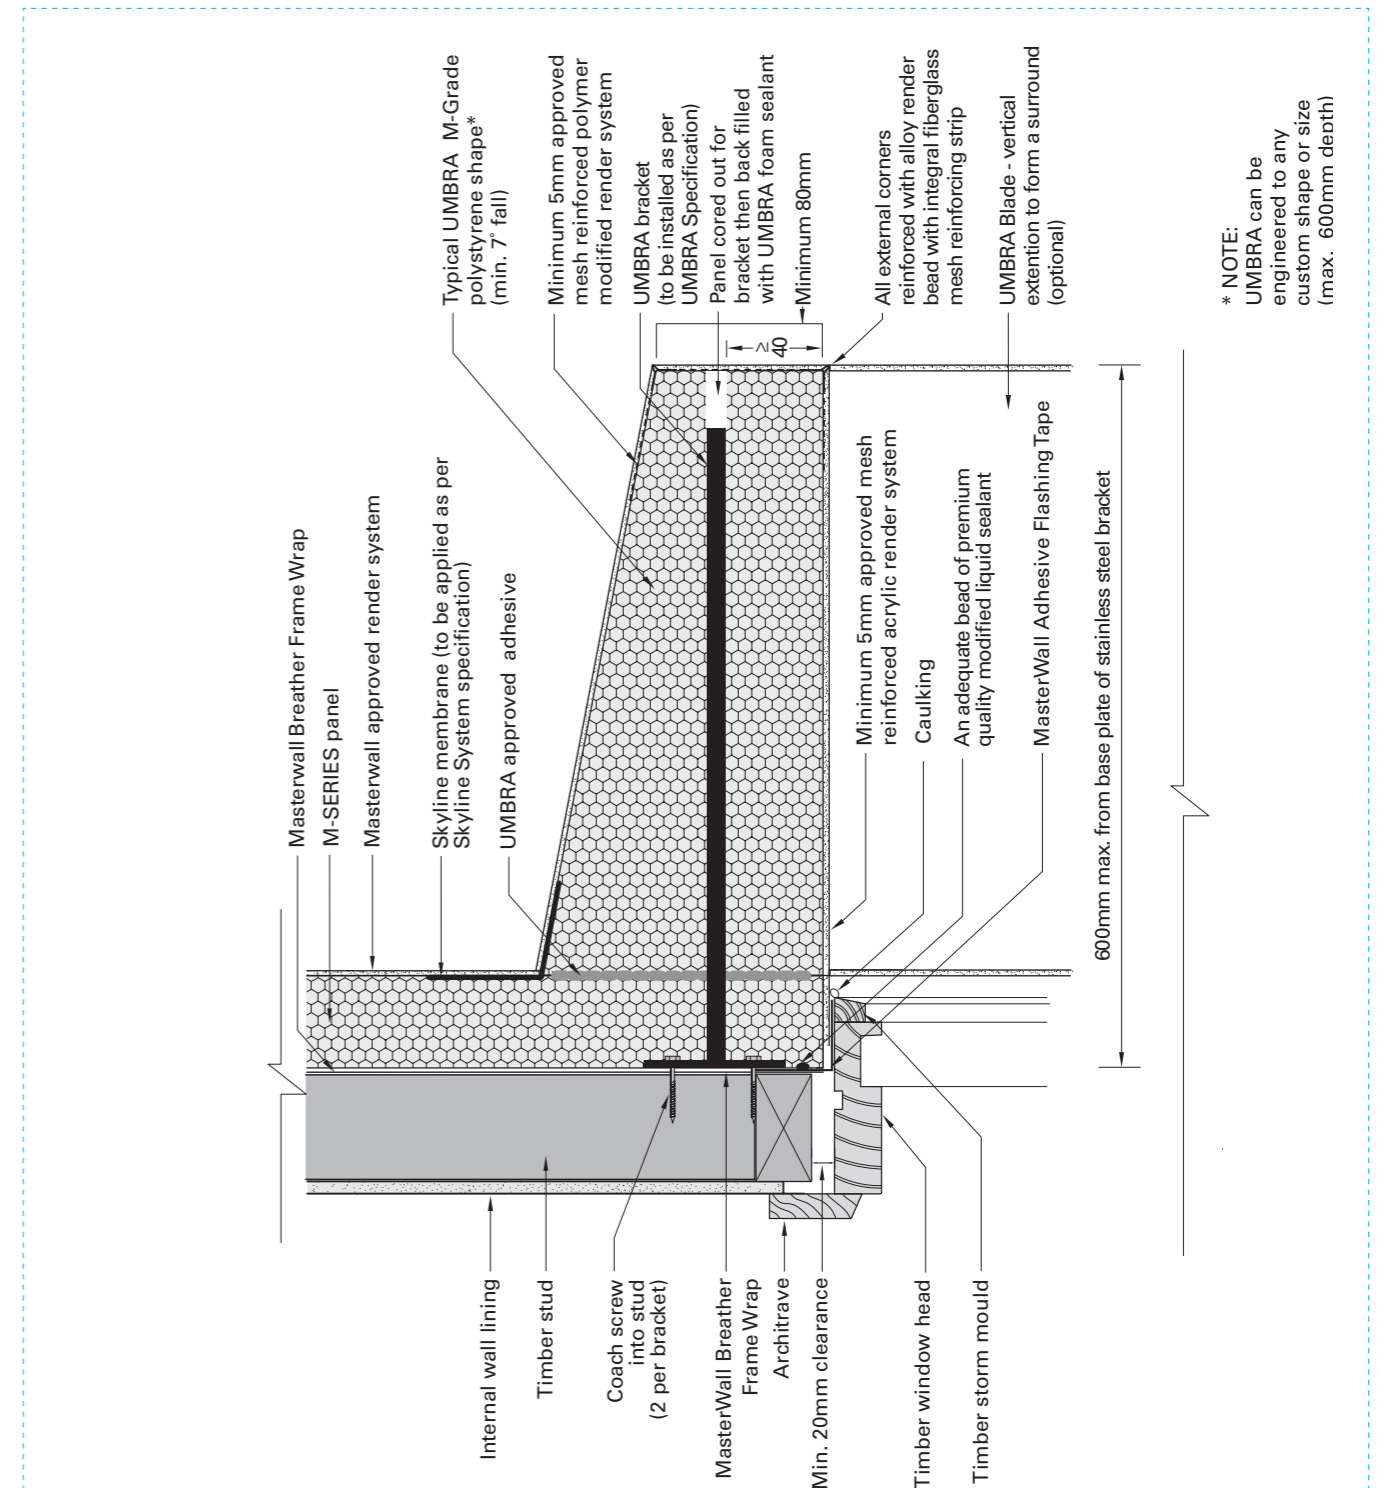 Masterwall Breather Frame Wrap
M-SERIES panel
Masterwall approved render system
Skyline membrane (to be applied as per
Skyline System specification)
UMBRA approved adhesive
Typical UMBRA M-Grade
polystyrene shape*
(min. 7° fall)
Minimum 5mm approved
mesh reinforced polymer
modified render system
UMBRA bracket
(to be installed as per
UMBRA Specification)
Panel cored out for
bracket then back filled
with UMBRA foam sealant
Minimum 80mm
≥
40
All external corners
reinforced with alloy render
bead with integral fiberglass
mesh reinforcing strip
UMBRA Blade - vertical
extention to form a surround
(optional)
* NOTE:
UMBRA can be
engineered to any
custom shape or size
(max. 600mm depth)
Minimum 5mm approved mesh
reinforced acrylic render system
Caulking
An adequate bead of premium
quality modified liquid sealant
MasterWall Adhesive Flashing Tape
600mm max. from base plate of stainless steel bracket
Internal wall lining
Timber stud
Coach screw
into stud
(2 per bracket)
MasterWall Breather
Frame Wrap
Architrave
Min. 20mm clearance
Timber window head
Timber storm mould